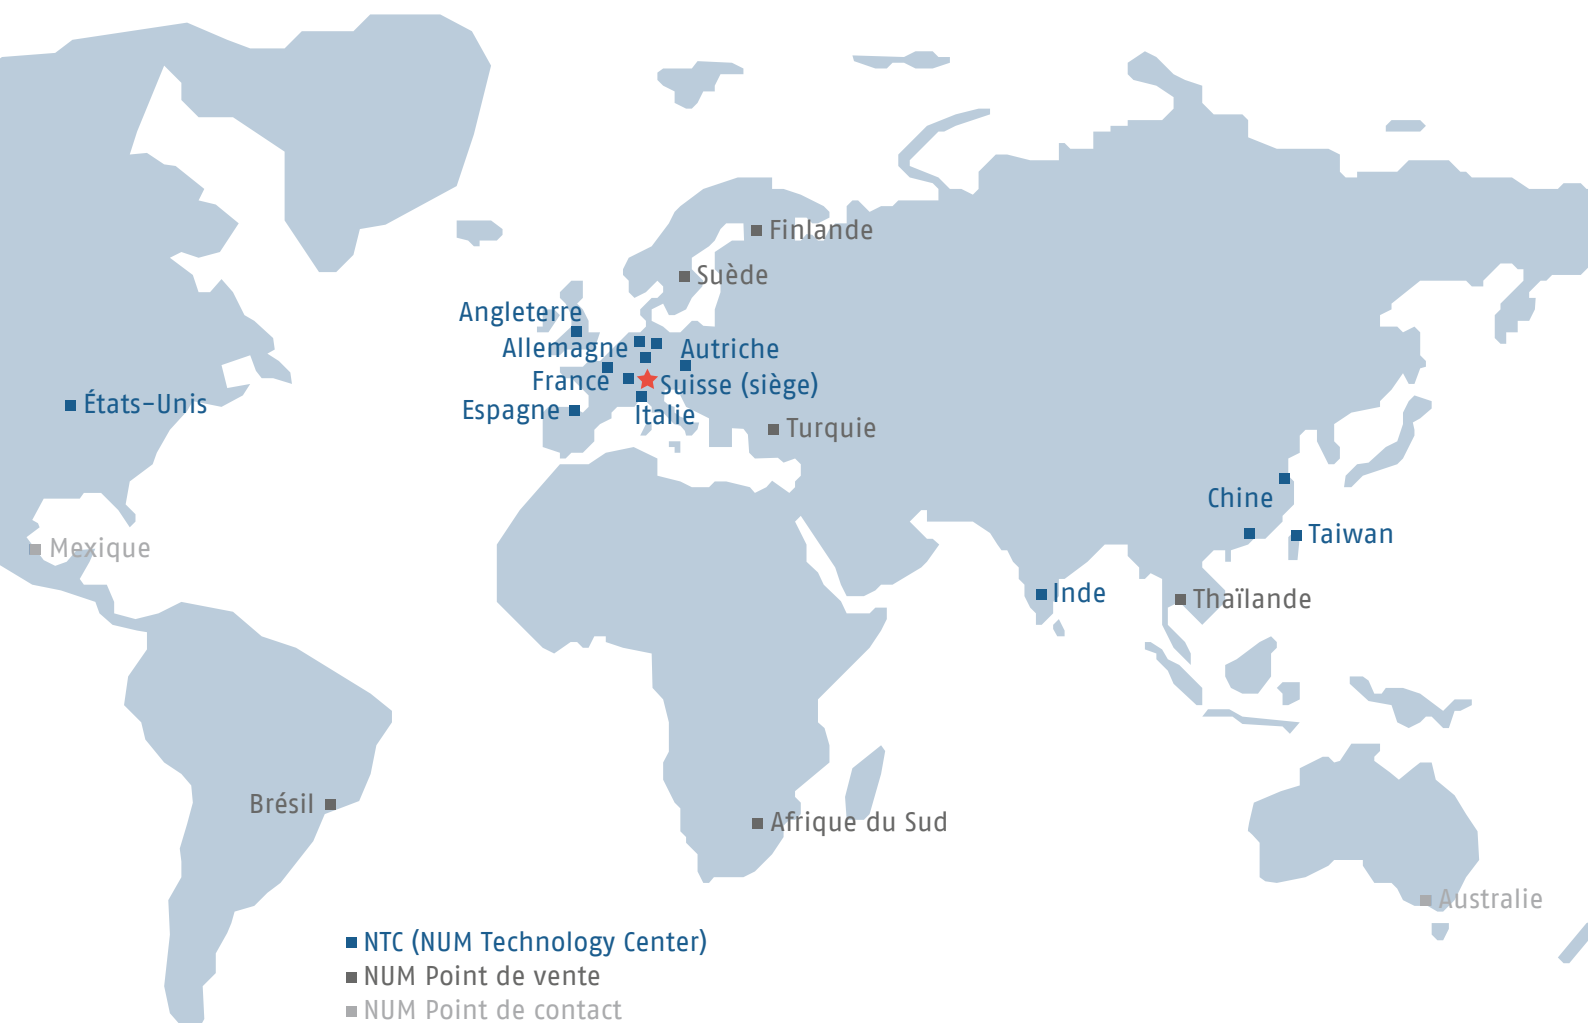 Finlande
Suède
Angleterre
Allemagne
Autriche
France
Suisse (siège)
États-Unis
Espagne
Italie
Turquie
Chine
Taiwan
Mexique
Inde
Thaïlande
Brésil
Afrique du Sud
Australie
NTC (NUM Technology Center)
NUM Point de vente
NUM Point de contact